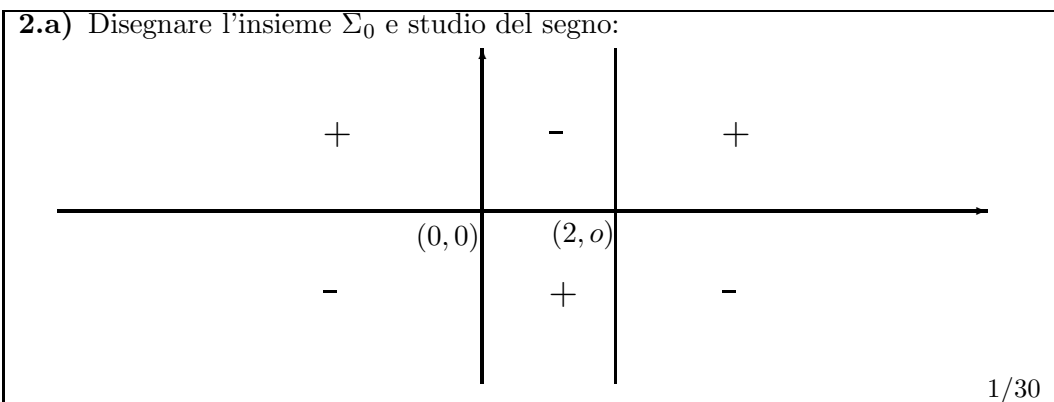 2.a) Disegnare l'insieme Σ₀ e studio del segno:
+ - +
(0, 0) (2, o)
- + -
1/30